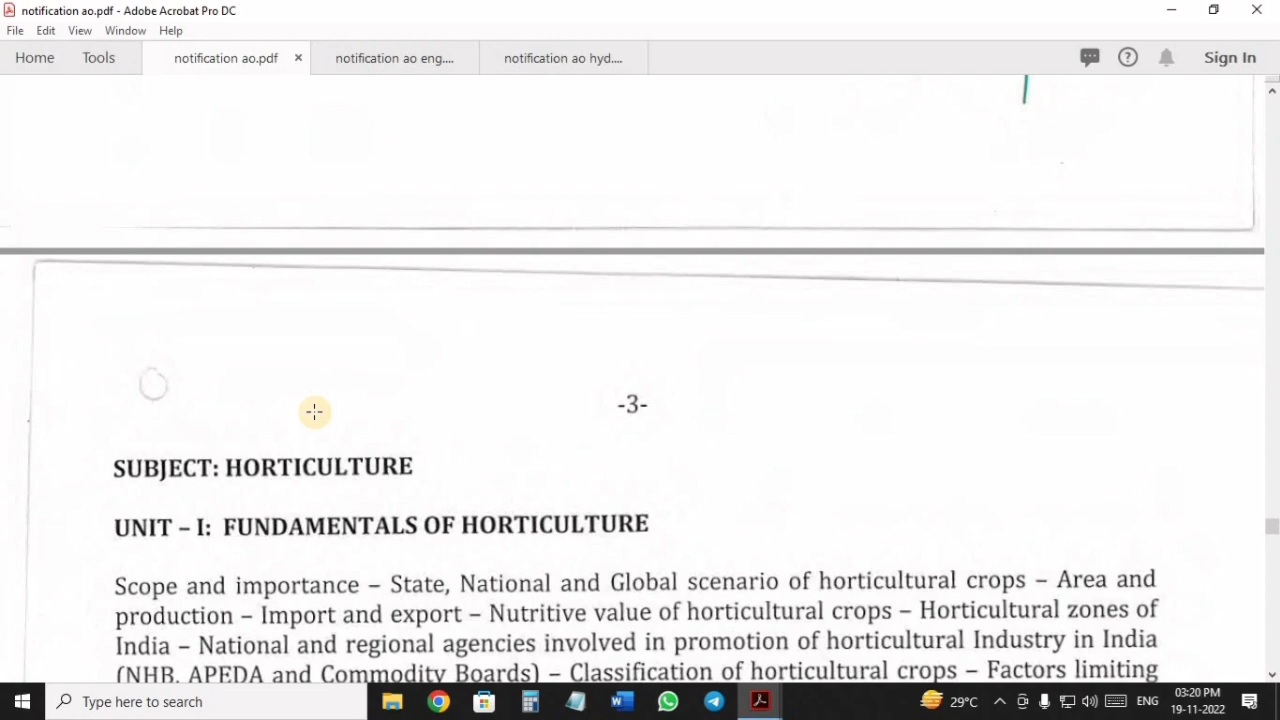 notification ao.pdf - Adobe Acrobat Pro DC
File Edit View Window Help
Home Tools notification ao.pdf × notification ao eng.... notification ao hyd.... Sign In
-3-
SUBJECT: HORTICULTURE
UNIT – I: FUNDAMENTALS OF HORTICULTURE
Scope and importance – State, National and Global scenario of horticultural crops – Area and
production – Import and export – Nutritive value of horticultural crops – Horticultural zones of
India – National and regional agencies involved in promotion of horticultural Industry in India
(NHB, APEDA and Commodity Boards) – Classification of horticultural crops – Factors limiting
Type here to search 29°C ENG 03:20 PM
19-11-2022